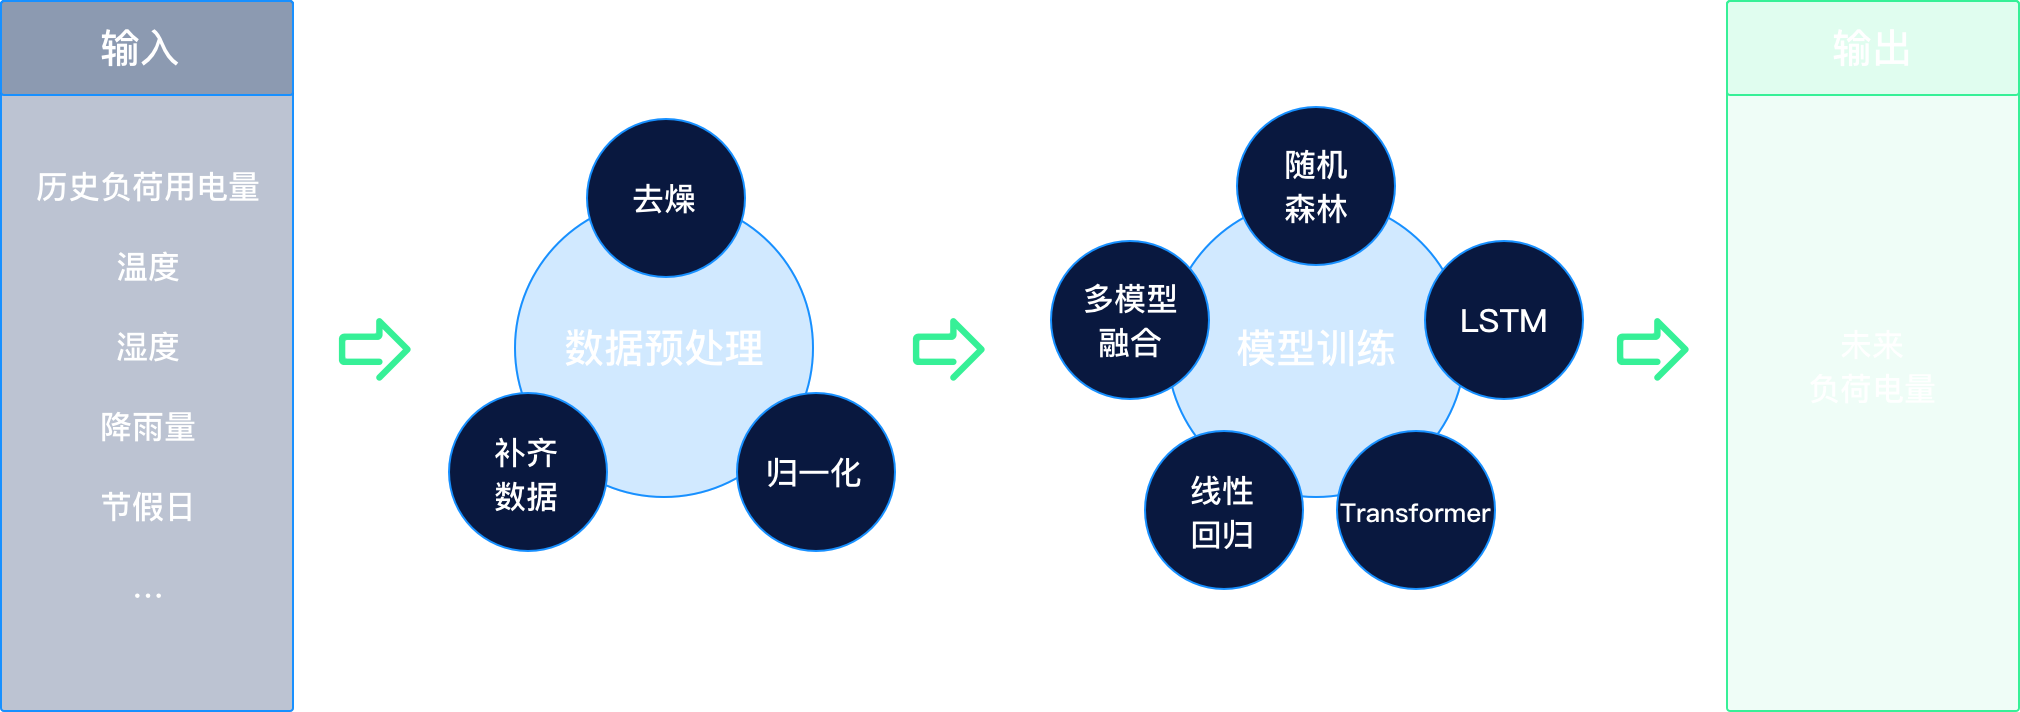 输入
历史负荷用电量
温度
湿度
降雨量
节假日
...
去燥
数据预处理
补齐
数据
归一化
随机
森林
多模型
融合
LSTM
模型训练
线性
回归
Transformer
输出
未来
负荷电量